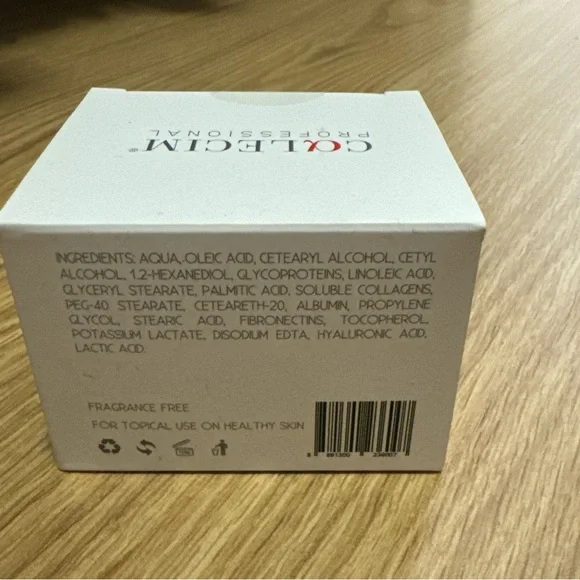 CALECIM®
PROFESSIONAL
INGREDIENTS: AQUA, OLEIC ACID, CETEARYL ALCOHOL, CETYL
ALCOHOL, 1.2-HEXANEDIOL, GLYCOPROTEINS, LINOLEIC ACID,
GLYCERYL STEARATE, PALMITIC ACID, SOLUBLE COLLAGENS,
PEG-40 STEARATE, CETEARETH-20, ALBUMIN, PROPYLENE
GLYCOL, STEARIC ACID, FIBRONECTINS, TOCOPHEROL,
POTASSIUM LACTATE, DISODIUM EDTA, HYALURONIC ACID,
LACTIC ACID.
FRAGRANCE FREE
FOR TOPICAL USE ON HEALTHY SKIN